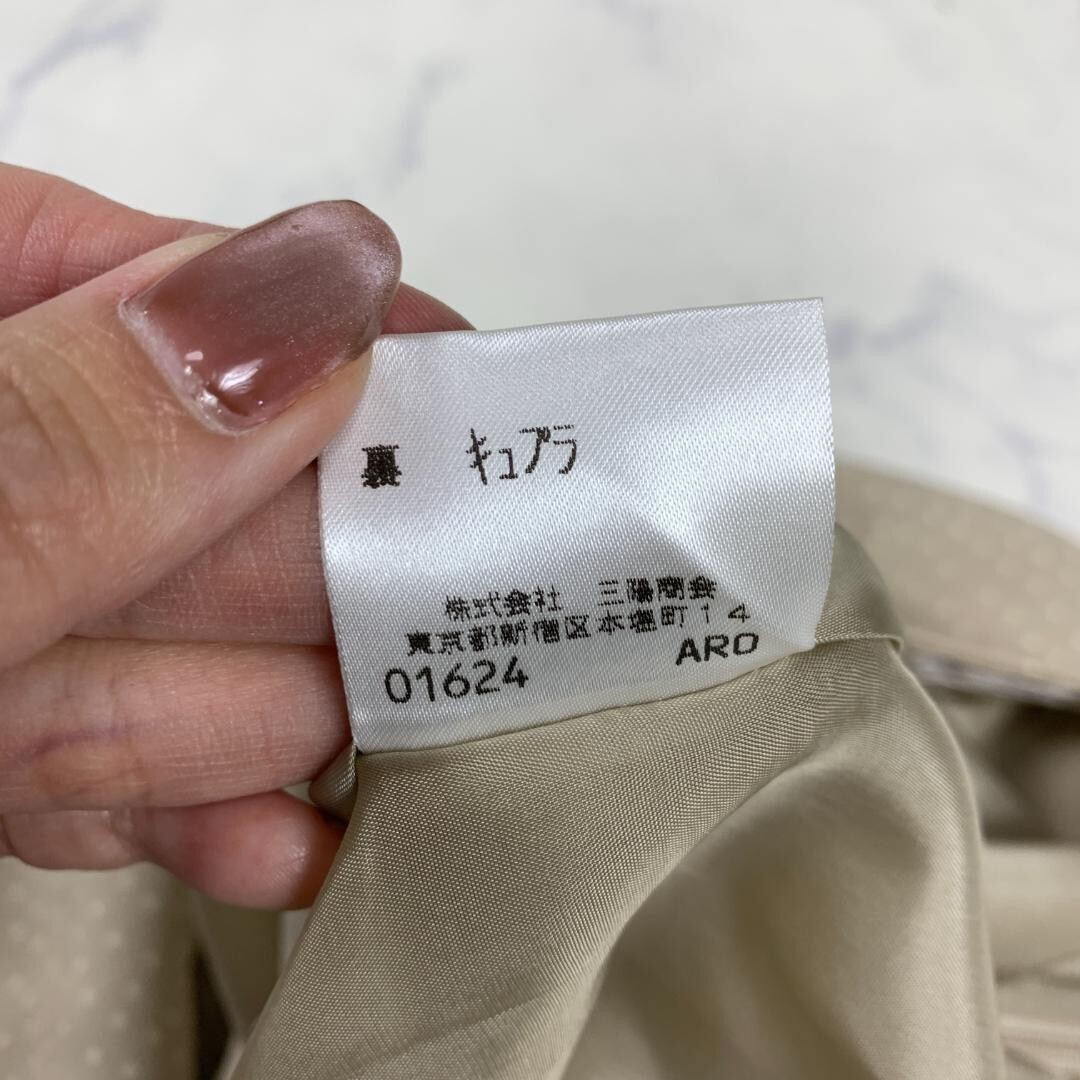 裏 キュプラ
株式会社 三陽商会
東京都新宿区本塩町14
01624 ARO